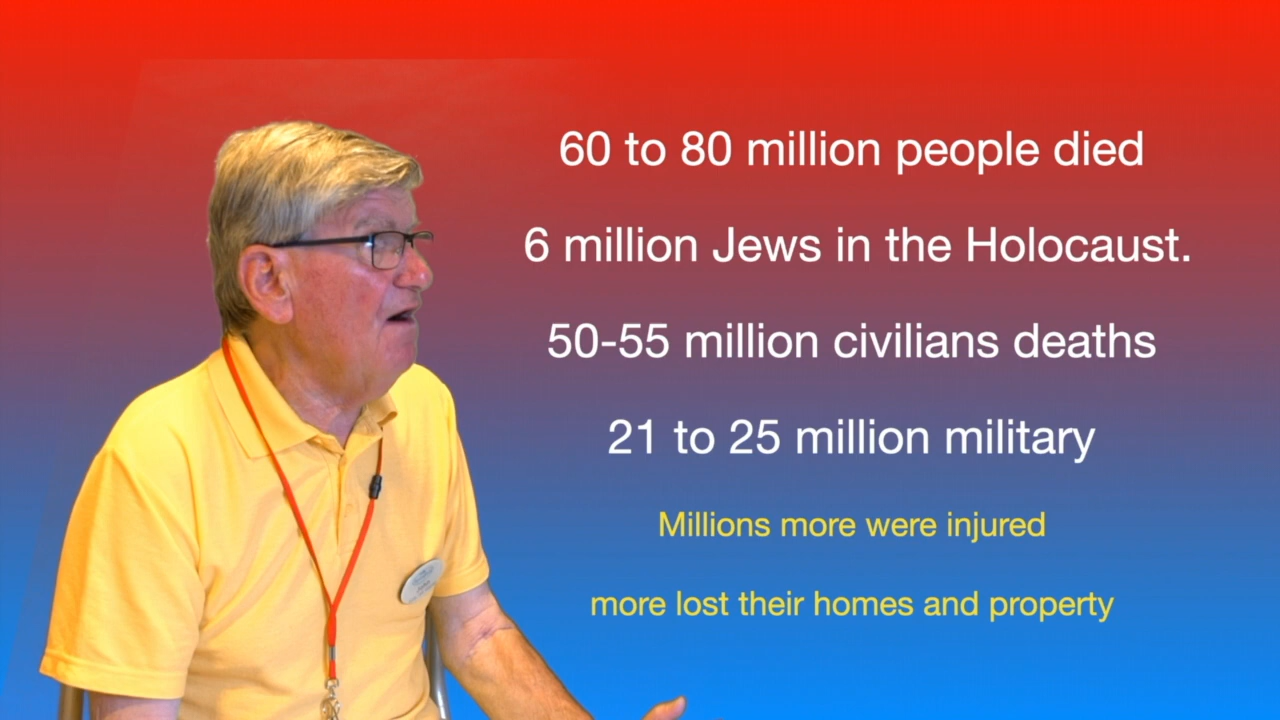 60 to 80 million people died
6 million Jews in the Holocaust.
50-55 million civilians deaths
21 to 25 million military
Millions more were injured
more lost their homes and property